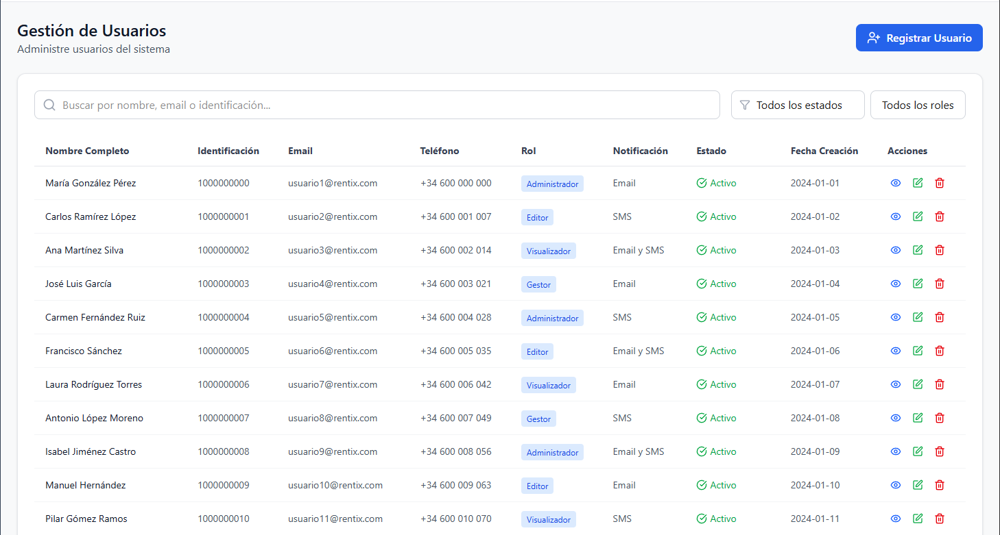 Gestión de Usuarios
Administre usuarios del sistema
Registrar Usuario
Buscar por nombre, email o identificación...
Todos los estados
Todos los roles
Nombre Completo Identificación Email Teléfono Rol Notificación Estado Fecha Creación Acciones
María González Pérez 1000000000 usuario1@rentix.com +34 600 000 000 Administrador Email Activo 2024-01-01
Carlos Ramírez López 1000000001 usuario2@rentix.com +34 600 001 007 Editor SMS Activo 2024-01-02
Ana Martínez Silva 1000000002 usuario3@rentix.com +34 600 002 014 Visualizador Email y SMS Activo 2024-01-03
José Luis García 1000000003 usuario4@rentix.com +34 600 003 021 Gestor Email Activo 2024-01-04
Carmen Fernández Ruiz 1000000004 usuario5@rentix.com +34 600 004 028 Administrador SMS Activo 2024-01-05
Francisco Sánchez 1000000005 usuario6@rentix.com +34 600 005 035 Editor Email y SMS Activo 2024-01-06
Laura Rodríguez Torres 1000000006 usuario7@rentix.com +34 600 006 042 Visualizador Email Activo 2024-01-07
Antonio López Moreno 1000000007 usuario8@rentix.com +34 600 007 049 Gestor SMS Activo 2024-01-08
Isabel Jiménez Castro 1000000008 usuario9@rentix.com +34 600 008 056 Administrador Email y SMS Activo 2024-01-09
Manuel Hernández 1000000009 usuario10@rentix.com +34 600 009 063 Editor Email Activo 2024-01-10
Pilar Gómez Ramos 1000000010 usuario11@rentix.com +34 600 010 070 Visualizador SMS Activo 2024-01-11